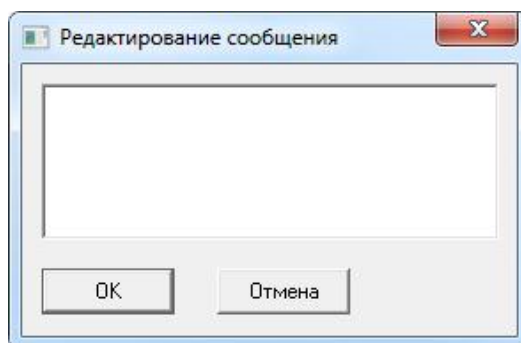 Редактирование сообщения
OK
Отмена